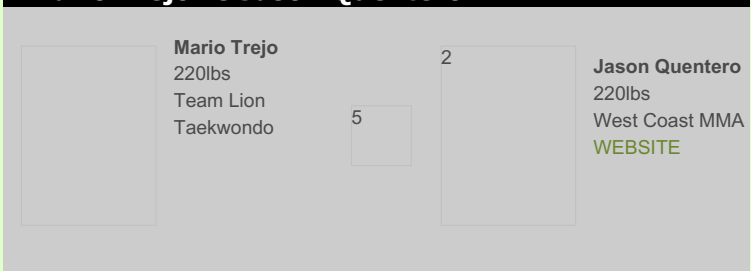 Mario Trejo
220lbs
Team Lion
Taekwondo
5
2
Jason Quentero
220lbs
West Coast MMA
WEBSITE